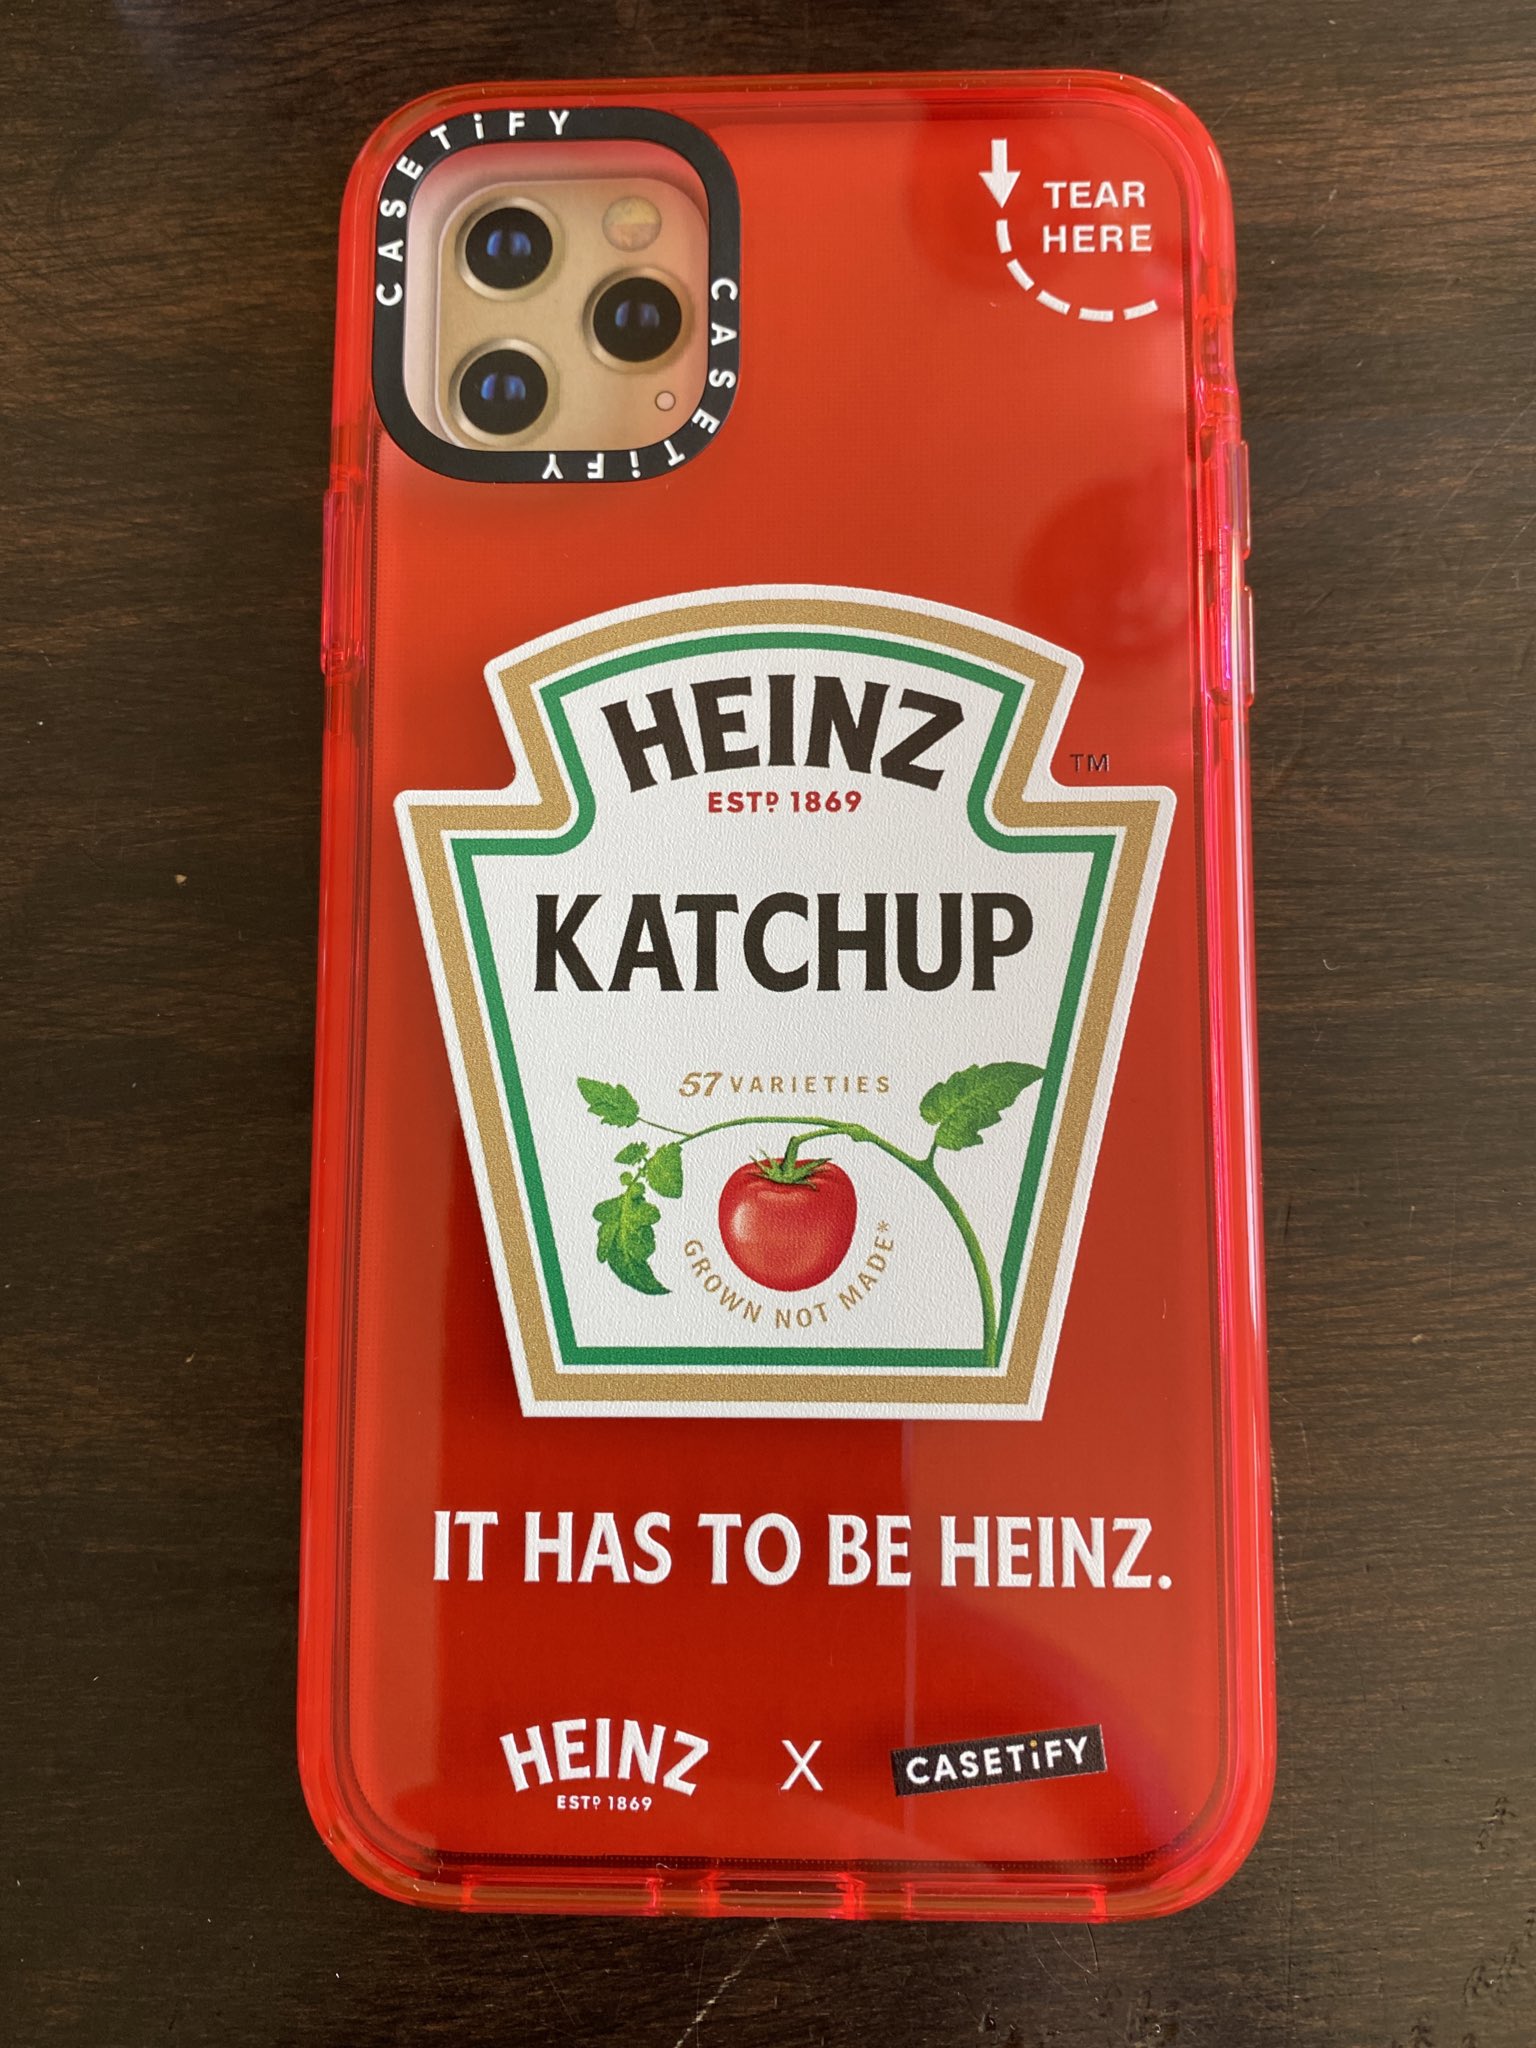 CASETiFY
CASETiFY
TEAR
HERE
HEINZ
ESTD 1869
TM
KATCHUP
57 VARIETIES
GROWN NOT MADE*
IT HAS TO BE HEINZ.
HEINZ X CASETiFY
ESTD 1869